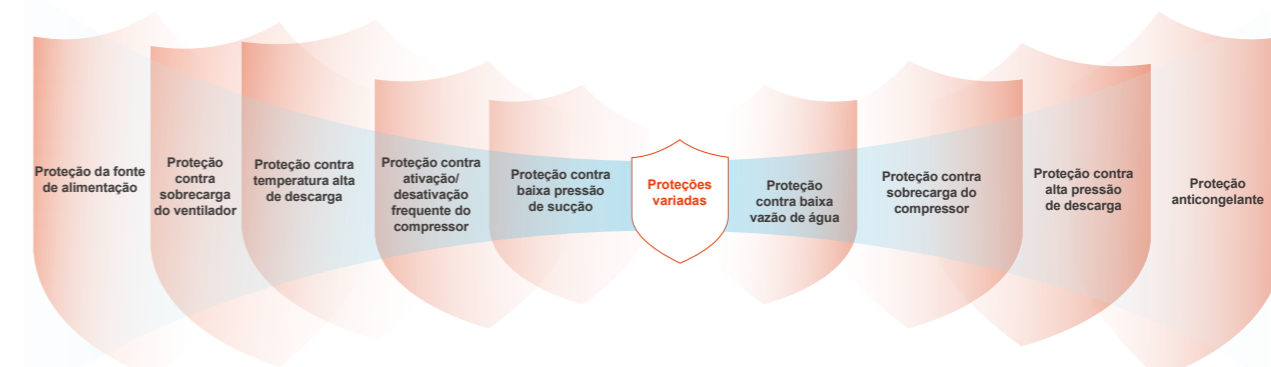 Proteção da fonte
de alimentação
Proteção
contra
sobrecarga
do ventilador
Proteção contra
temperatura alta
de descarga
Proteção contra
ativação/
desativação
frequente do
compressor
Proteção contra
baixa pressão
de sucção
Proteções
variadas
Proteção
contra baixa
vazão de água
Proteção contra
sobrecarga do
compressor
Proteção contra
alta pressão
de descarga
Proteção
anticongelante